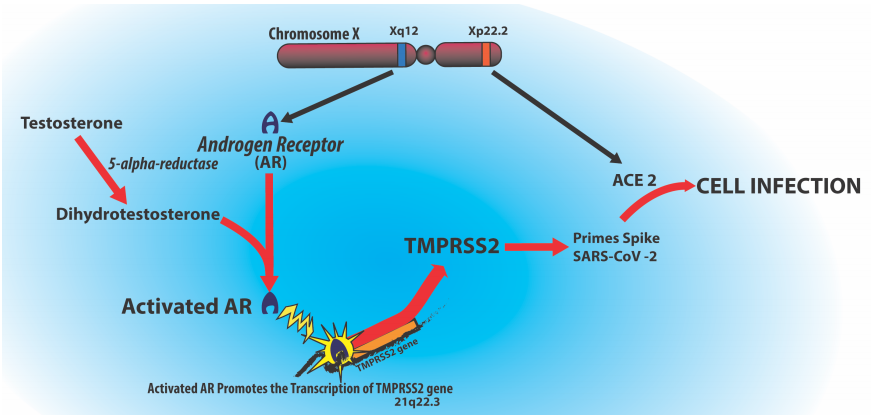 Chromosome X
Xq12
Xp22.2
Testosterone
5-alpha-reductase
Dihydrotestosterone
Androgen Receptor
(AR)
ACE 2
CELL INFECTION
TMPRSS2
Primes Spike
SARS-CoV -2
Activated AR
TMPRSS2 gene
Activated AR Promotes the Transcription of TMPRSS2 gene
21q22.3